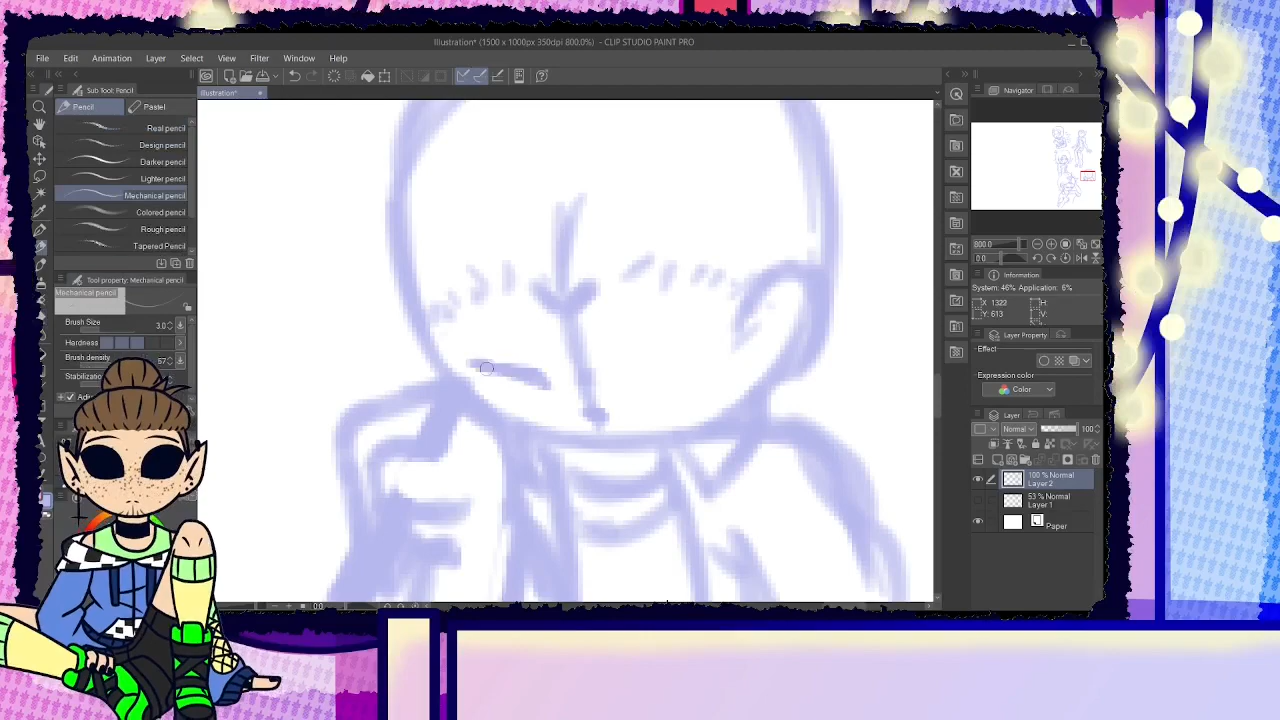 Illustration* (1500 x 1000px 350dpi 800.0%) - CLIP STUDIO PAINT PRO
File Edit Animation Layer Select View Filter Window Help
Sub Tool: Pencil
Illustration*
Navigator
Pencil Pastel
Real pencil
Design pencil
Darker pencil
Lighter pencil
Mechanical pencil
Colored pencil
Rough pencil
Tapered Pencil
Tool property: Mechanical pencil
Mechanical pencil
Brush Size 3.0
Hardness
Brush density 57
Stabilization
800.0
0.0
Information
System: 46% Application: 6%
X: 1322 H:
Y: 613 V:
Layer Property
Effect
Expression color
Color
Layer
Normal 100
100 % Normal
Layer 2
53 % Normal
Layer 1
Paper